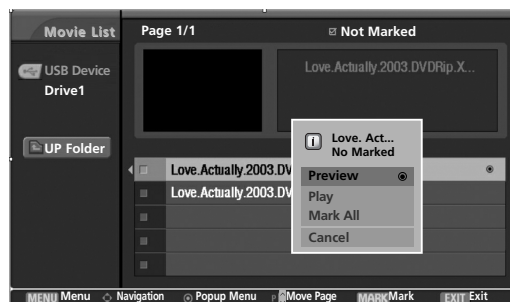 Movie List
Page 1/1
Not Marked
USB Device
Drive1
Love.Actually.2003.DVDRip.X...
UP Folder
Love. Act...
No Marked
Love.Actually.2003.DV
Preview
Love.Actually.2003.DV
Play
Mark All
Cancel
MENU Menu Navigation Popup Menu P Move Page MARK Mark EXIT Exit